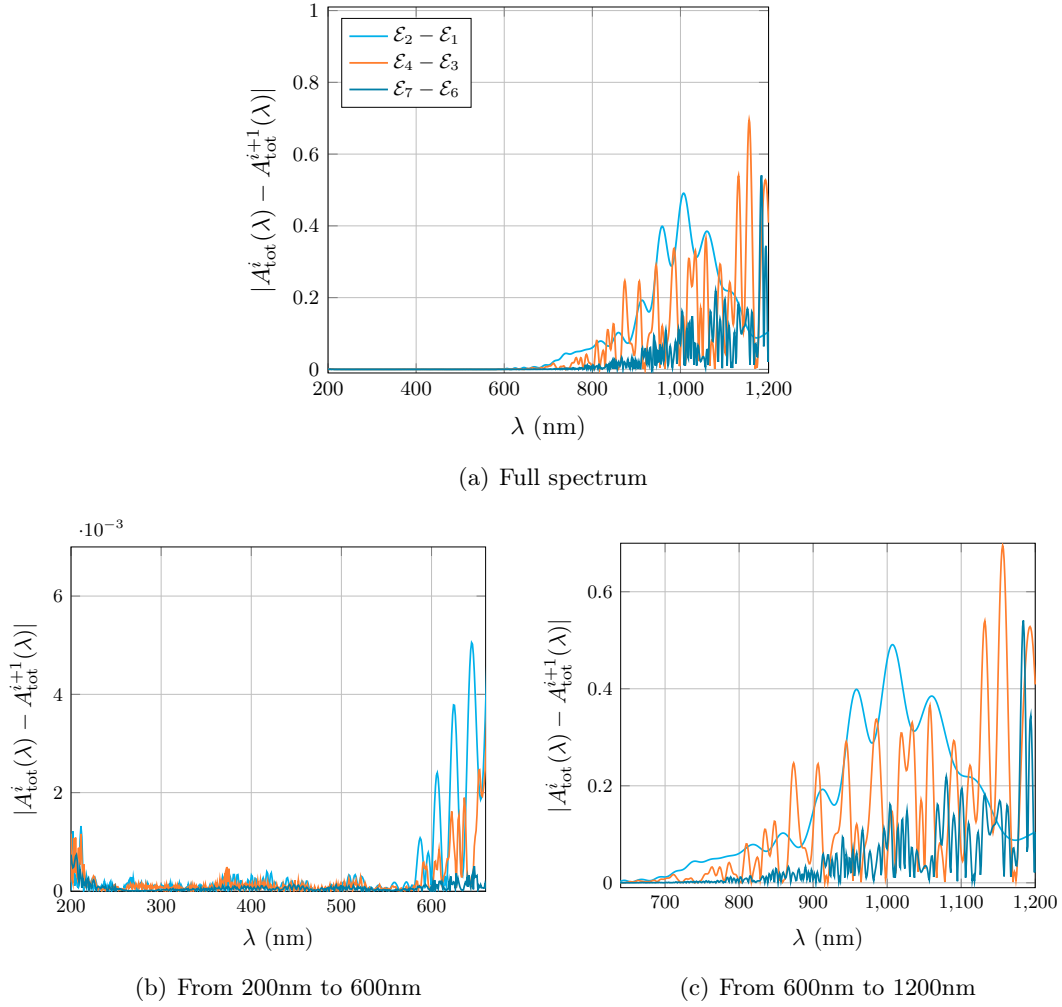 1
0.8
0.6
0.4
0.2
0
200
400
600
800
1,000
1,200
|A^i_tot(λ) − A^{i+1}_tot(λ)|
λ (nm)
ℰ₂ − ℰ₁
ℰ₄ − ℰ₃
ℰ₇ − ℰ₆
(a) Full spectrum
·10⁻³
6
4
2
0
200
300
400
500
600
|A^i_tot(λ) − A^{i+1}_tot(λ)|
λ (nm)
(b) From 200nm to 600nm
0.6
0.4
0.2
0
700
800
900
1,000
1,100
1,200
|A^i_tot(λ) − A^{i+1}_tot(λ)|
λ (nm)
(c) From 600nm to 1200nm